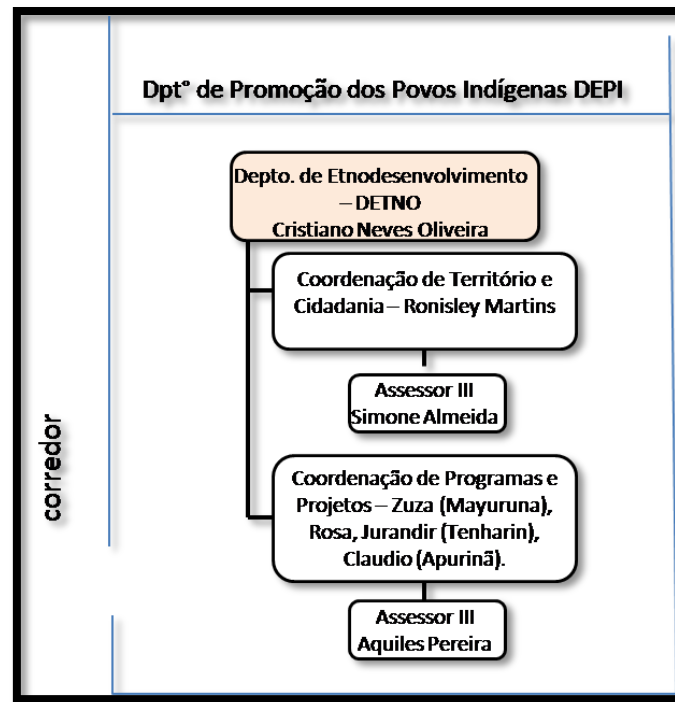 Dptº de Promoção dos Povos Indígenas DEPI
Depto. de Etnodesenvolvimento
– DETNO
Cristiano Neves Oliveira
Coordenação de Território e
Cidadania – Ronisley Martins
Assessor III
Simone Almeida
corredor
Coordenação de Programas e
Projetos – Zuza (Mayuruna),
Rosa, Jurandir (Tenharin),
Claudio (Apurinã).
Assessor III
Aquiles Pereira